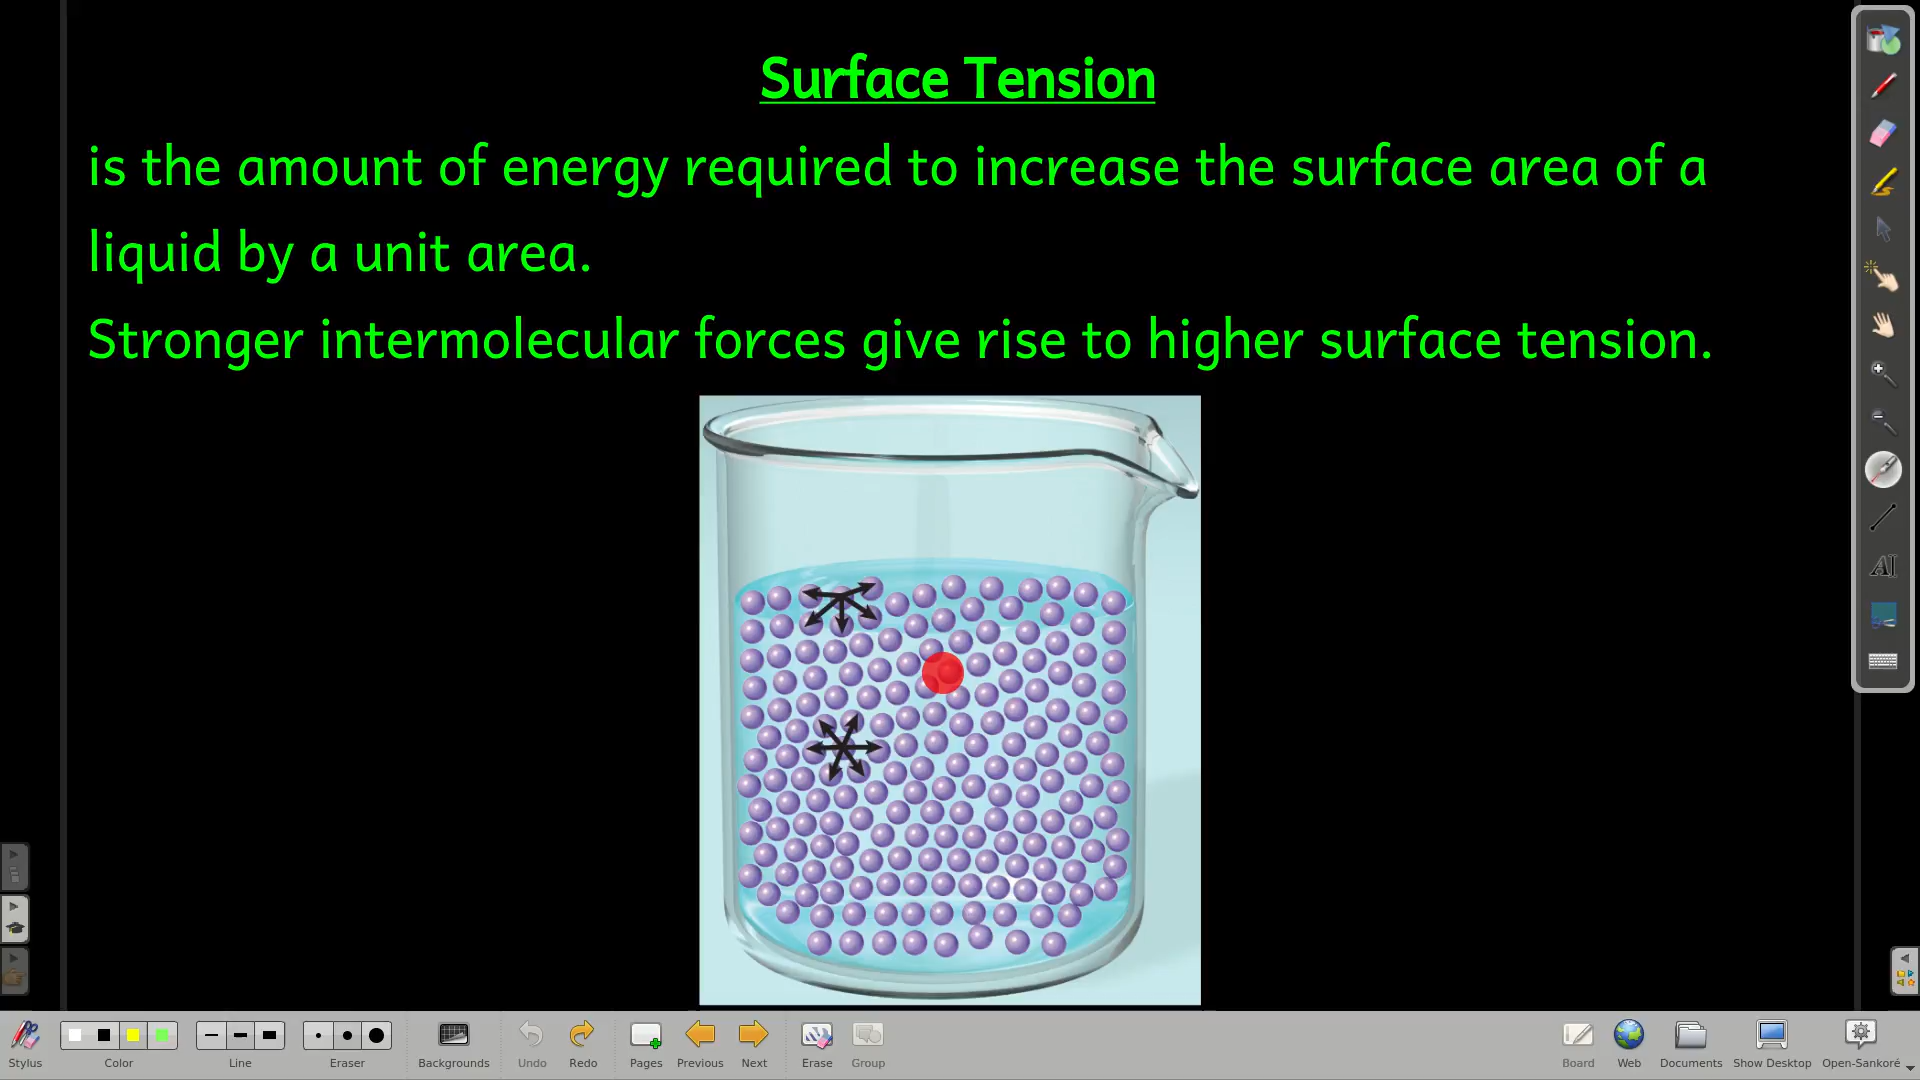 Surface Tension
is the amount of energy required to increase the surface area of a
liquid by a unit area.
Stronger intermolecular forces give rise to higher surface tension.
AI
Stylus
Color
Line
Eraser
Backgrounds
Undo
Redo
Pages
Previous
Next
Erase
Group
Board
Web
Documents
Show Desktop
Open-Sankoré